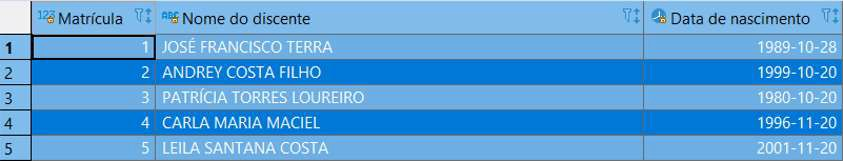 123 Matrícula ABC Nome do discente Data de nascimento
1 1 JOSÉ FRANCISCO TERRA 1989-10-28
2 2 ANDREY COSTA FILHO 1999-10-20
3 3 PATRÍCIA TORRES LOUREIRO 1980-10-20
4 4 CARLA MARIA MACIEL 1996-11-20
5 5 LEILA SANTANA COSTA 2001-11-20